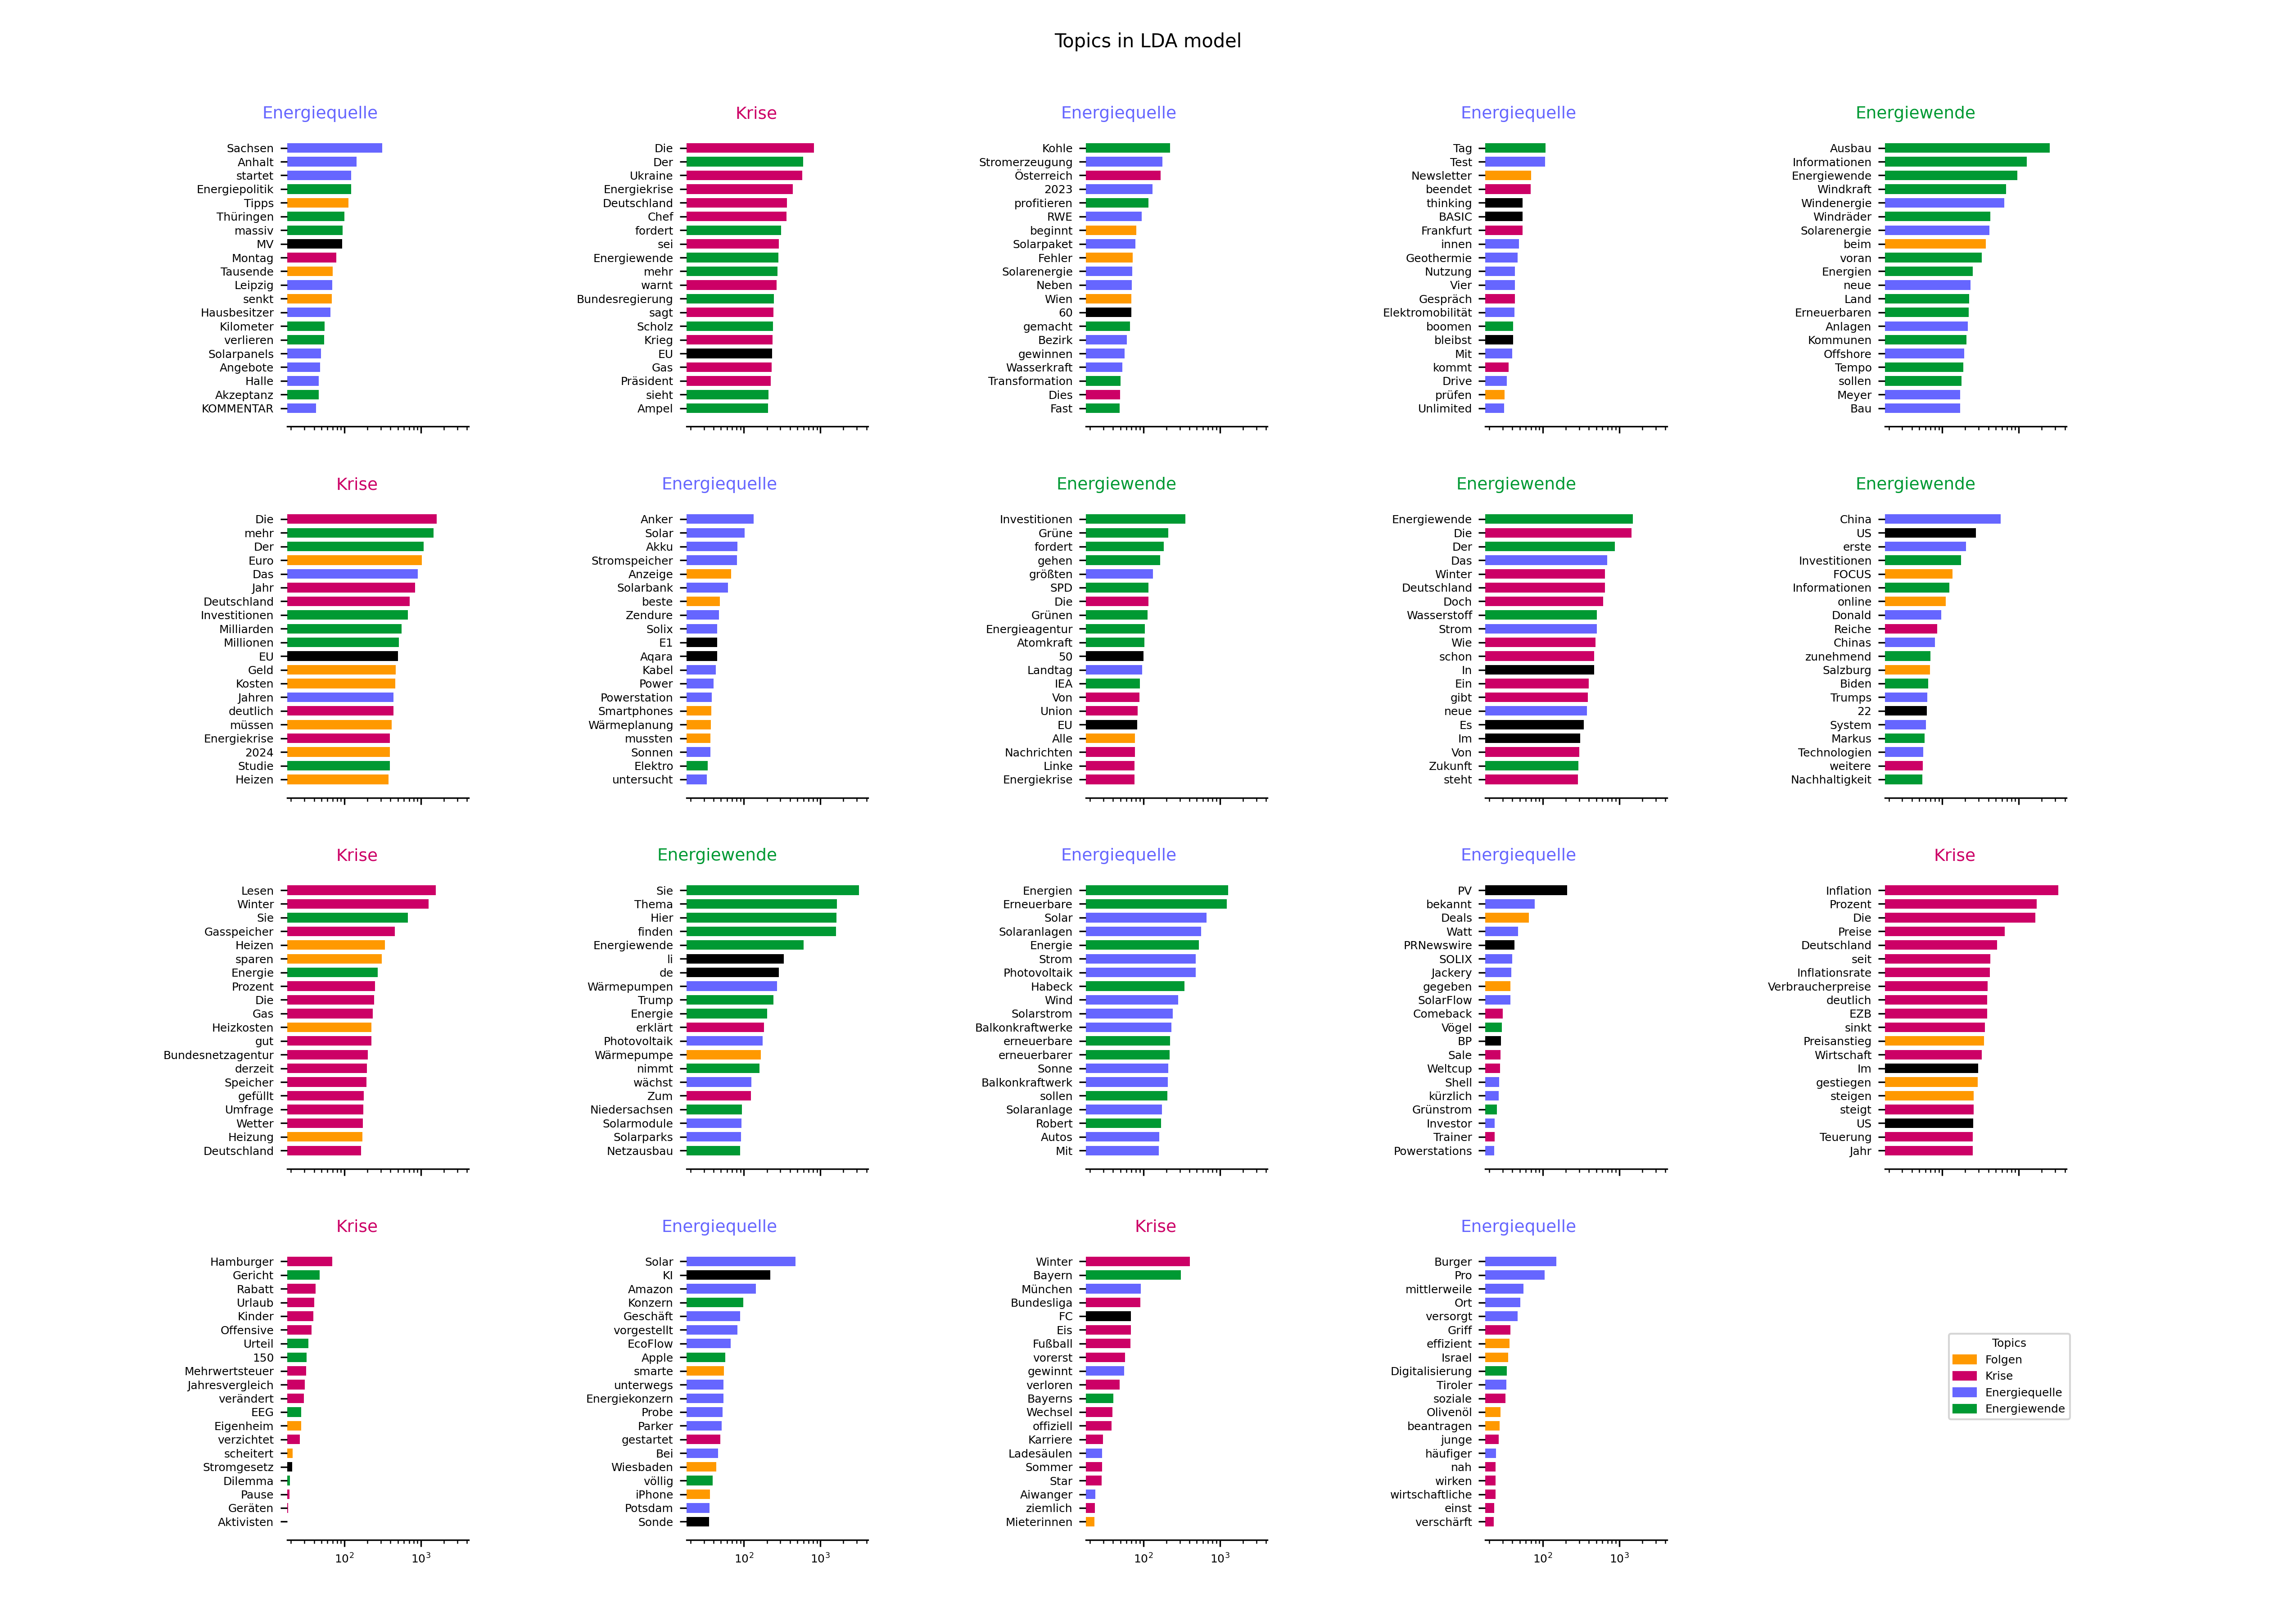 Topics in LDA model
Energiequelle
Sachsen
Anhalt
startet
Energiepolitik
Tipps
Thüringen
massiv
MV
Montag
Tausende
Leipzig
senkt
Hausbesitzer
Kilometer
verlieren
Solarpanels
Angebote
Halle
Akzeptanz
KOMMENTAR
Krise
Die
Der
Ukraine
Energiekrise
Deutschland
Chef
fordert
sei
Energiewende
mehr
warnt
Bundesregierung
sagt
Scholz
Krieg
EU
Gas
Präsident
sieht
Ampel
Energiequelle
Kohle
Stromerzeugung
Österreich
2023
profitieren
RWE
beginnt
Solarpaket
Fehler
Solarenergie
Neben
Wien
60
gemacht
Bezirk
gewinnen
Wasserkraft
Transformation
Dies
Fast
Energiequelle
Tag
Test
Newsletter
beendet
thinking
BASIC
Frankfurt
innen
Geothermie
Nutzung
Vier
Gespräch
Elektromobilität
boomen
bleibst
Mit
kommt
Drive
prüfen
Unlimited
Energiewende
Ausbau
Informationen
Energiewende
Windkraft
Windenergie
Windräder
Solarenergie
beim
voran
Energien
neue
Land
Erneuerbaren
Anlagen
Kommunen
Offshore
Tempo
sollen
Meyer
Bau
Krise
Die
mehr
Der
Euro
Das
Jahr
Deutschland
Investitionen
Milliarden
Millionen
EU
Geld
Kosten
Jahren
deutlich
müssen
Energiekrise
2024
Studie
Heizen
Energiequelle
Anker
Solar
Akku
Stromspeicher
Anzeige
Solarbank
beste
Zendure
Solix
E1
Aqara
Kabel
Power
Powerstation
Smartphones
Wärmeplanung
mussten
Sonnen
Elektro
untersucht
Energiewende
Investitionen
Grüne
fordert
gehen
größten
SPD
Die
Grünen
Energieagentur
Atomkraft
50
Landtag
IEA
Von
Union
EU
Alle
Nachrichten
Linke
Energiekrise
Energiewende
Energiewende
Die
Der
Das
Winter
Deutschland
Doch
Wasserstoff
Strom
Wie
schon
In
Ein
gibt
neue
Es
Im
Von
Zukunft
steht
Energiewende
China
US
erste
Investitionen
FOCUS
Informationen
online
Donald
Reiche
Chinas
zunehmend
Salzburg
Biden
Trumps
22
System
Markus
Technologien
weitere
Nachhaltigkeit
Krise
Lesen
Winter
Sie
Gasspeicher
Heizen
sparen
Energie
Prozent
Die
Gas
Heizkosten
gut
Bundesnetzagentur
derzeit
Speicher
gefüllt
Umfrage
Wetter
Heizung
Deutschland
Energiewende
Sie
Thema
Hier
finden
Energiewende
li
de
Wärmepumpen
Trump
Energie
erklärt
Photovoltaik
Wärmepumpe
nimmt
wächst
Zum
Niedersachsen
Solarmodule
Solarparks
Netzausbau
Energiequelle
Energien
Erneuerbare
Solar
Solaranlagen
Energie
Strom
Photovoltaik
Habeck
Wind
Solarstrom
Balkonkraftwerke
erneuerbare
erneuerbarer
Sonne
Balkonkraftwerk
sollen
Solaranlage
Robert
Autos
Mit
Energiequelle
PV
bekannt
Deals
Watt
PRNewswire
SOLIX
Jackery
gegeben
SolarFlow
Comeback
Vögel
BP
Sale
Weltcup
Shell
kürzlich
Grünstrom
Investor
Trainer
Powerstations
Krise
Inflation
Prozent
Die
Preise
Deutschland
seit
Inflationsrate
Verbraucherpreise
deutlich
EZB
sinkt
Preisanstieg
Wirtschaft
Im
gestiegen
steigen
steigt
US
Teuerung
Jahr
Krise
Hamburger
Gericht
Rabatt
Urlaub
Kinder
Offensive
Urteil
150
Mehrwertsteuer
Jahresvergleich
verändert
EEG
Eigenheim
verzichtet
scheitert
Stromgesetz
Dilemma
Pause
Geräten
Aktivisten
10² 10³
Energiequelle
Solar
KI
Amazon
Konzern
Geschäft
vorgestellt
EcoFlow
Apple
smarte
unterwegs
Energiekonzern
Probe
Parker
gestartet
Bei
Wiesbaden
völlig
iPhone
Potsdam
Sonde
10² 10³
Krise
Winter
Bayern
München
Bundesliga
FC
Eis
Fußball
vorerst
gewinnt
verloren
Bayerns
Wechsel
offiziell
Karriere
Ladesäulen
Sommer
Star
Aiwanger
ziemlich
Mieterinnen
10² 10³
Energiequelle
Burger
Pro
mittlerweile
Ort
versorgt
Griff
effizient
Israel
Digitalisierung
Tiroler
soziale
Olivenöl
beantragen
junge
häufiger
nah
wirken
wirtschaftliche
einst
verschärft
10² 10³
Topics
Folgen
Krise
Energiequelle
Energiewende